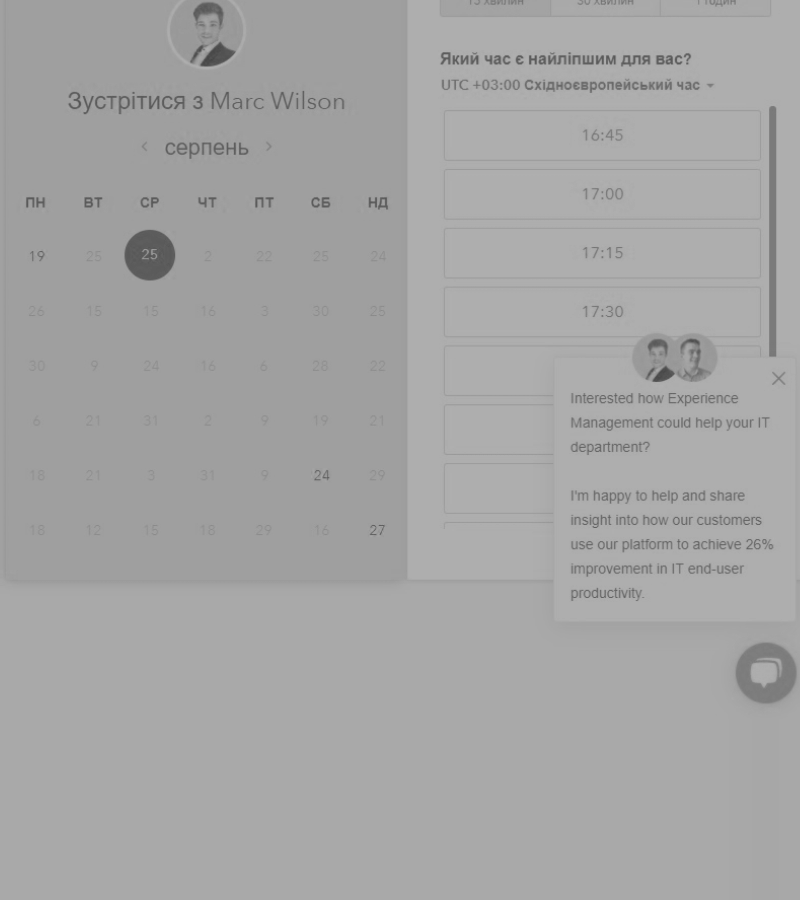 15 хвилин 30 хвилин 1 годин
Зустрітися з Marc Wilson
серпень
ПН ВТ СР ЧТ ПТ СБ НД
19 25 25 2 22 25 24
26 15 15 16 3 30 25
30 9 24 16 6 28 22
6 21 31 2 9 19 21
18 21 3 31 9 24 29
18 12 15 18 29 16 27
Який час є найліпшим для вас?
UTC +03:00 Східноєвропейський час
16:45
17:00
17:15
17:30
Interested how Experience
Management could help your IT
department?
I'm happy to help and share
insight into how our customers
use our platform to achieve 26%
improvement in IT end-user
productivity.